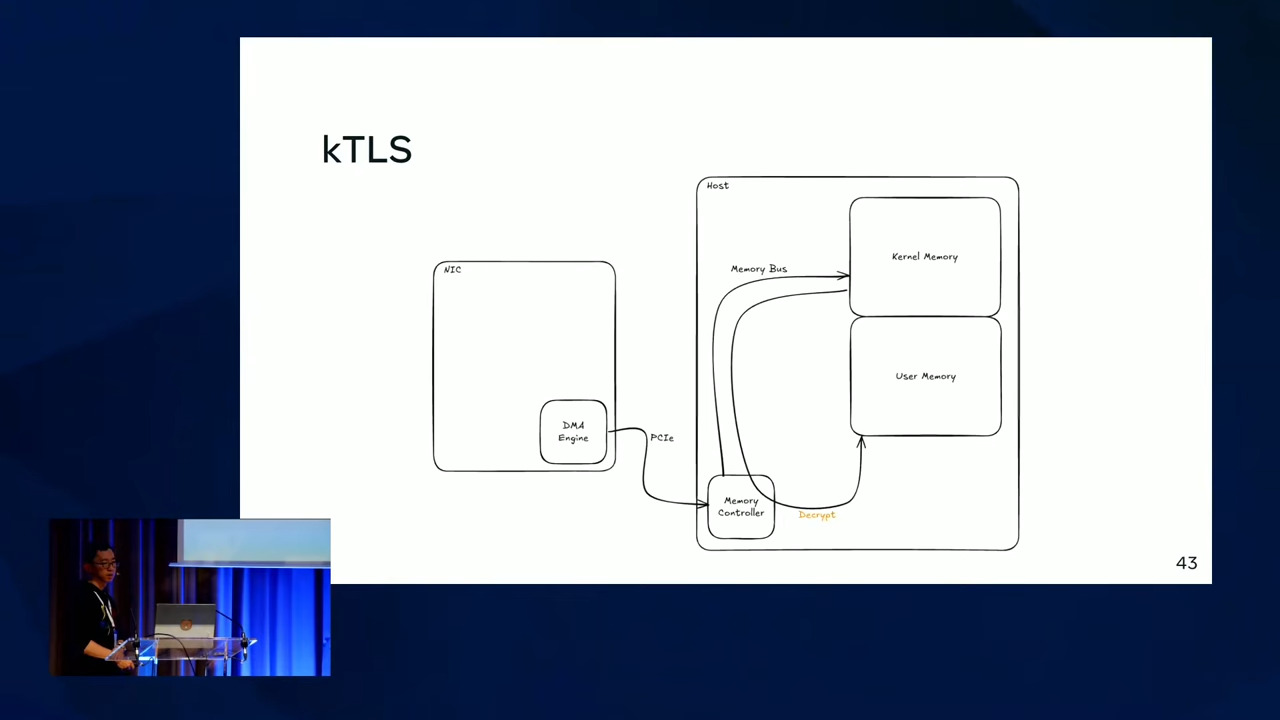 kTLS
Host
Kernel Memory
Memory Bus
NIC
User Memory
DMA
Engine
PCIe
Memory
Controller
Decrypt
43